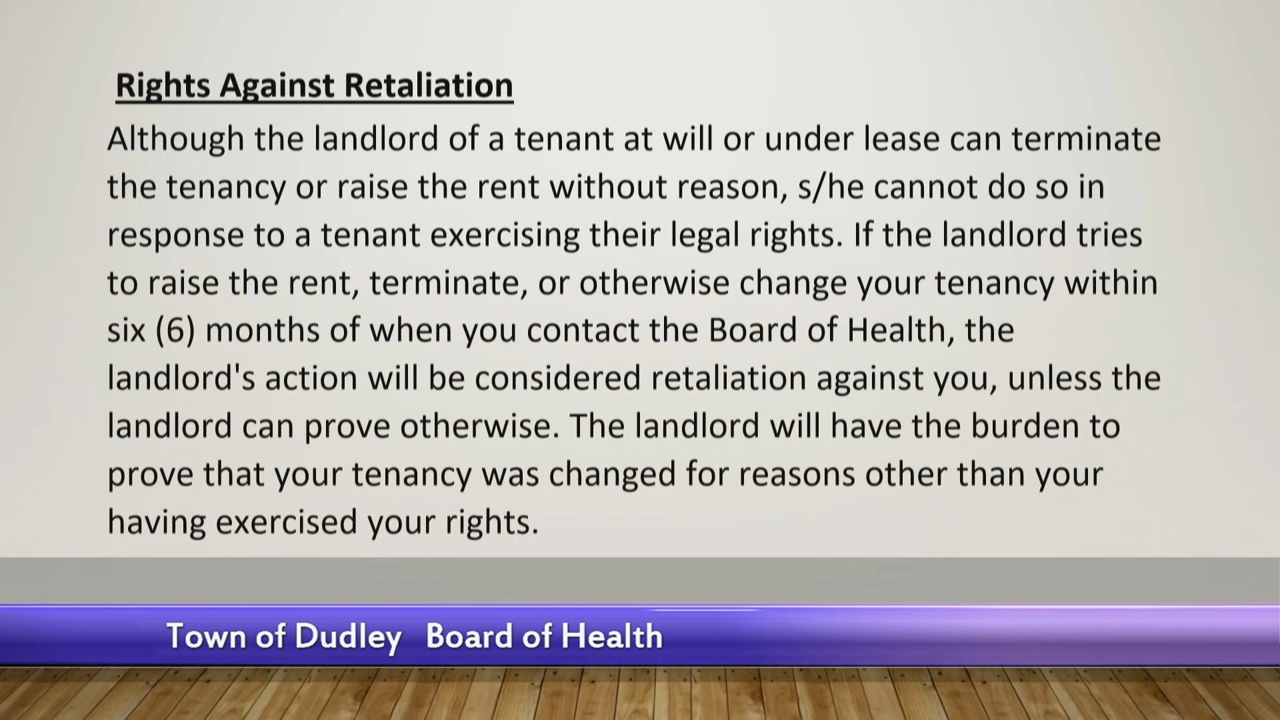 Rights Against Retaliation
Although the landlord of a tenant at will or under lease can terminate
the tenancy or raise the rent without reason, s/he cannot do so in
response to a tenant exercising their legal rights. If the landlord tries
to raise the rent, terminate, or otherwise change your tenancy within
six (6) months of when you contact the Board of Health, the
landlord's action will be considered retaliation against you, unless the
landlord can prove otherwise. The landlord will have the burden to
prove that your tenancy was changed for reasons other than your
having exercised your rights.
Town of Dudley Board of Health